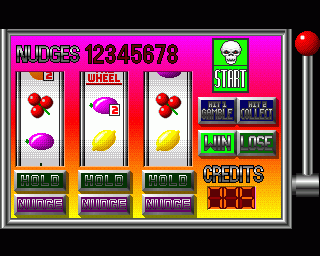 NUDGES 12345678
WHEEL
2
2
START
HIT 1 GAMBLE
HIT 2 COLLECT
WIN LOSE
CREDITS
HOLD HOLD HOLD
NUDGE NUDGE NUDGE